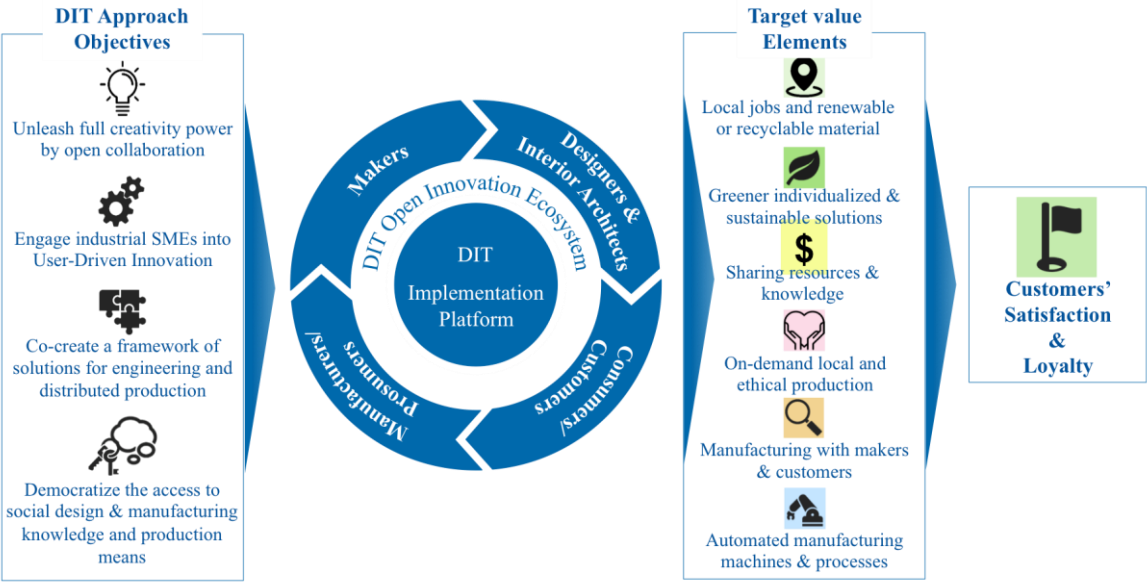 DIT Approach
Objectives
Unleash full creativity power
by open collaboration
Engage industrial SMEs into
User-Driven Innovation
Co-create a framework of
solutions for engineering and
distributed production
Democratize the access to
social design & manufacturing
knowledge and production
means
Makers
Designers &
Interior Architects
Consumers/
Customers
Manufacturers/
Prosumers
DIT Open Innovation Ecosystem
DIT
Implementation
Platform
Target value
Elements
Local jobs and renewable
or recyclable material
Greener individualized &
sustainable solutions
$
Sharing resources &
knowledge
On-demand local and
ethical production
Manufacturing with makers
& customers
Automated manufacturing
machines & processes
Customers’
Satisfaction
&
Loyalty